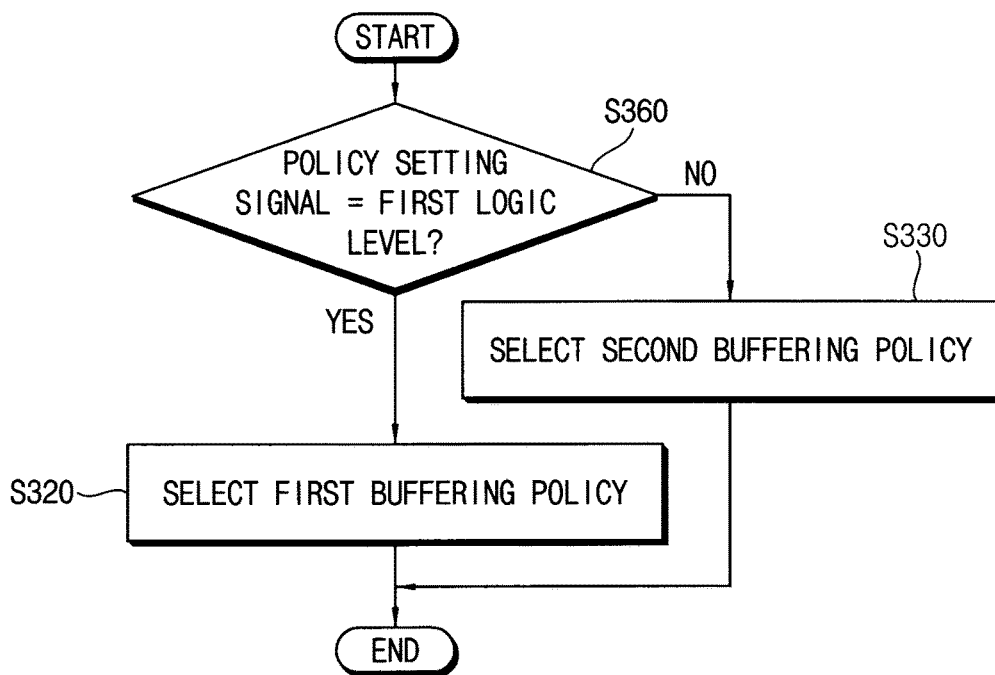 START
S360
POLICY SETTING
SIGNAL = FIRST LOGIC
LEVEL?
NO
S330
YES
SELECT SECOND BUFFERING POLICY
S320
SELECT FIRST BUFFERING POLICY
END